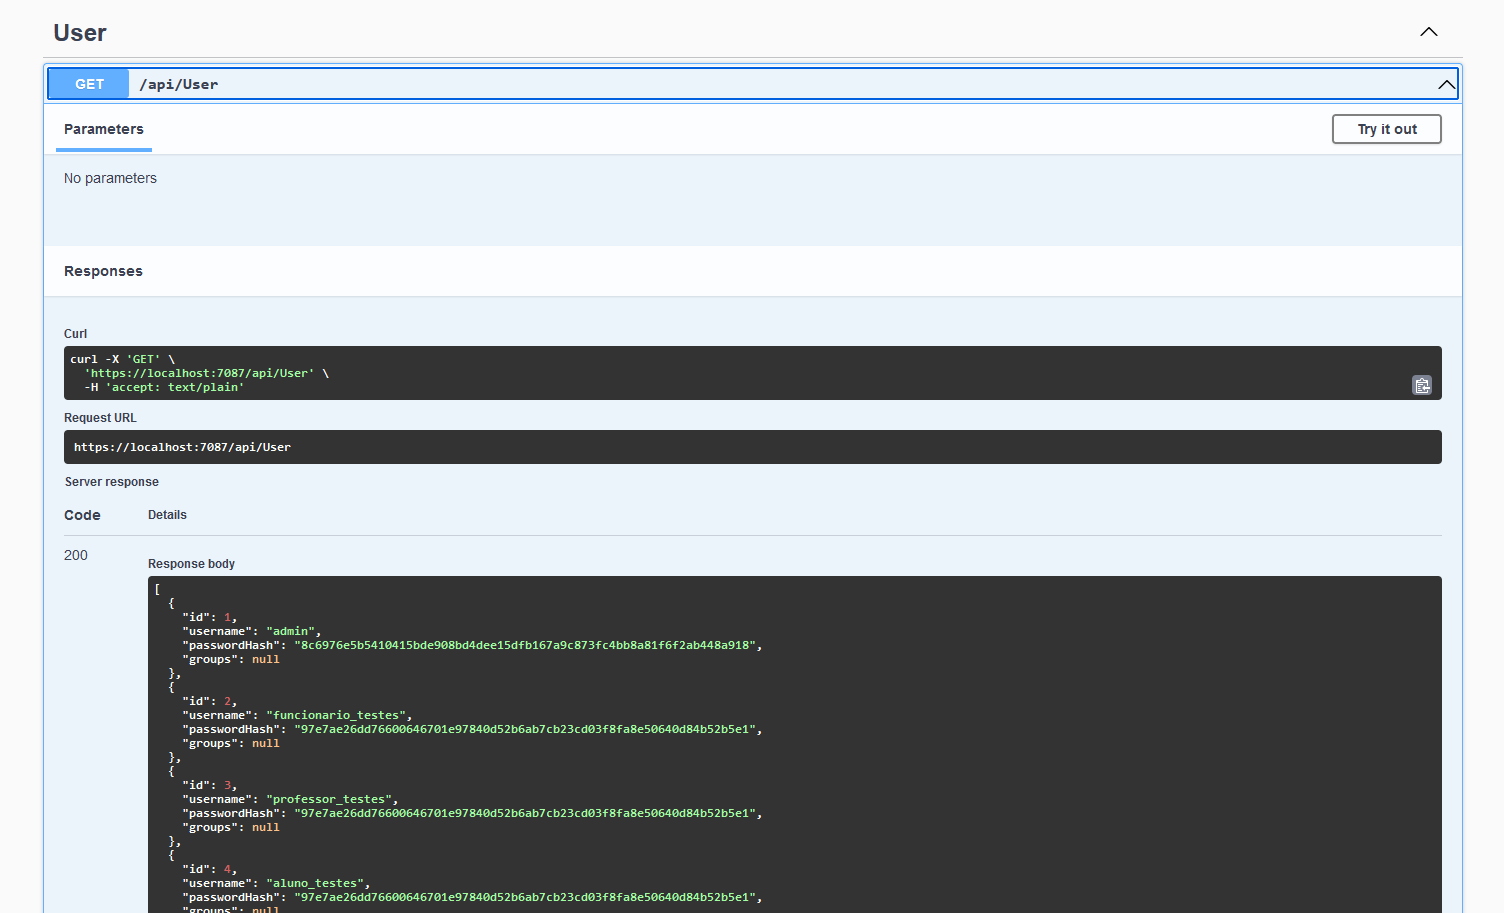 User
GET /api/User
Parameters
Try it out
No parameters
Responses
Curl
curl -X 'GET' \
  'https://localhost:7087/api/User' \
  -H 'accept: text/plain'
Request URL
https://localhost:7087/api/User
Server response
Code Details
200
Response body
[
  {
    "id": 1,
    "username": "admin",
    "passwordHash": "8c6976e5b5410415bde908bd4dee15dfb167a9c873fc4bb8a81f6f2ab448a918",
    "groups": null
  },
  {
    "id": 2,
    "username": "funcionario_testes",
    "passwordHash": "97e7ae26dd76600646701e97840d52b6ab7cb23cd03f8fa8e50640d84b52b5e1",
    "groups": null
  },
  {
    "id": 3,
    "username": "professor_testes",
    "passwordHash": "97e7ae26dd76600646701e97840d52b6ab7cb23cd03f8fa8e50640d84b52b5e1",
    "groups": null
  },
  {
    "id": 4,
    "username": "aluno_testes",
    "passwordHash": "97e7ae26dd76600646701e97840d52b6ab7cb23cd03f8fa8e50640d84b52b5e1",
    "groups": null